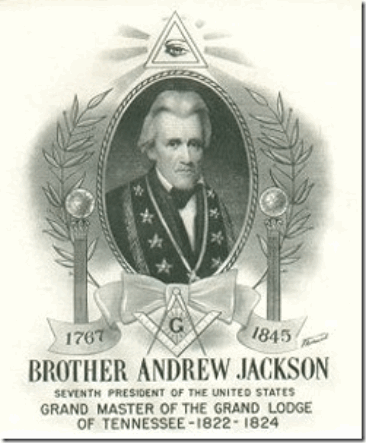 G
1767
1845
BROTHER ANDREW JACKSON
SEVENTH PRESIDENT OF THE UNITED STATES
GRAND MASTER OF THE GRAND LODGE
OF TENNESSEE-1822-1824